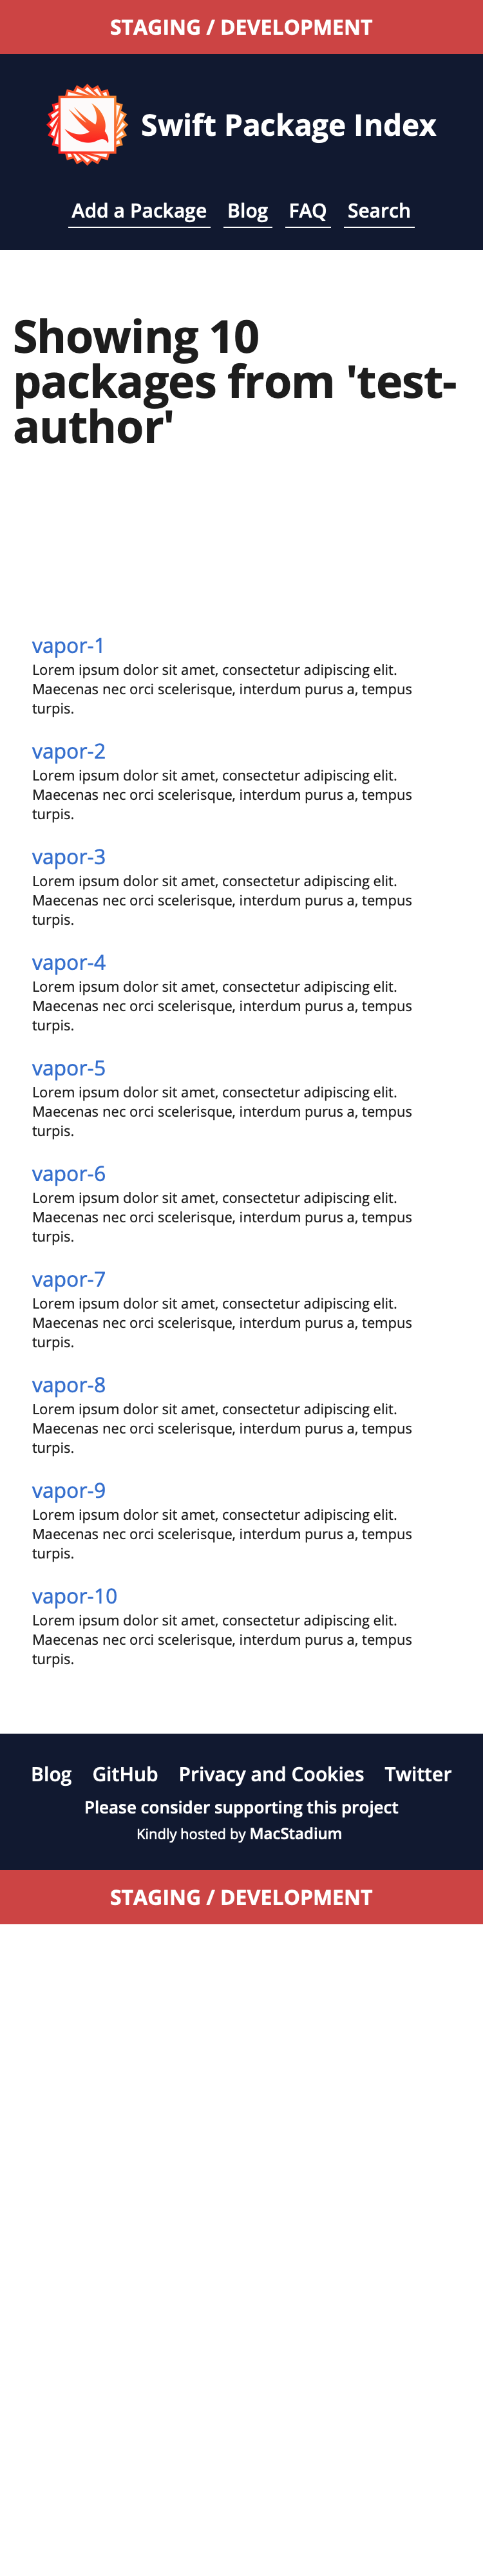 STAGING / DEVELOPMENT
Swift Package Index
Add a Package Blog FAQ Search
Showing 10
packages from 'test-
author'
vapor-1
Lorem ipsum dolor sit amet, consectetur adipiscing elit.
Maecenas nec orci scelerisque, interdum purus a, tempus
turpis.
vapor-2
Lorem ipsum dolor sit amet, consectetur adipiscing elit.
Maecenas nec orci scelerisque, interdum purus a, tempus
turpis.
vapor-3
Lorem ipsum dolor sit amet, consectetur adipiscing elit.
Maecenas nec orci scelerisque, interdum purus a, tempus
turpis.
vapor-4
Lorem ipsum dolor sit amet, consectetur adipiscing elit.
Maecenas nec orci scelerisque, interdum purus a, tempus
turpis.
vapor-5
Lorem ipsum dolor sit amet, consectetur adipiscing elit.
Maecenas nec orci scelerisque, interdum purus a, tempus
turpis.
vapor-6
Lorem ipsum dolor sit amet, consectetur adipiscing elit.
Maecenas nec orci scelerisque, interdum purus a, tempus
turpis.
vapor-7
Lorem ipsum dolor sit amet, consectetur adipiscing elit.
Maecenas nec orci scelerisque, interdum purus a, tempus
turpis.
vapor-8
Lorem ipsum dolor sit amet, consectetur adipiscing elit.
Maecenas nec orci scelerisque, interdum purus a, tempus
turpis.
vapor-9
Lorem ipsum dolor sit amet, consectetur adipiscing elit.
Maecenas nec orci scelerisque, interdum purus a, tempus
turpis.
vapor-10
Lorem ipsum dolor sit amet, consectetur adipiscing elit.
Maecenas nec orci scelerisque, interdum purus a, tempus
turpis.
Blog GitHub Privacy and Cookies Twitter
Please consider supporting this project
Kindly hosted by MacStadium
STAGING / DEVELOPMENT